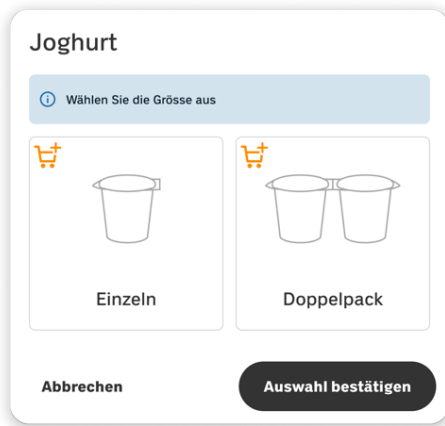 Joghurt
Wählen Sie die Grösse aus
Einzeln
Doppelpack
Abbrechen
Auswahl bestätigen